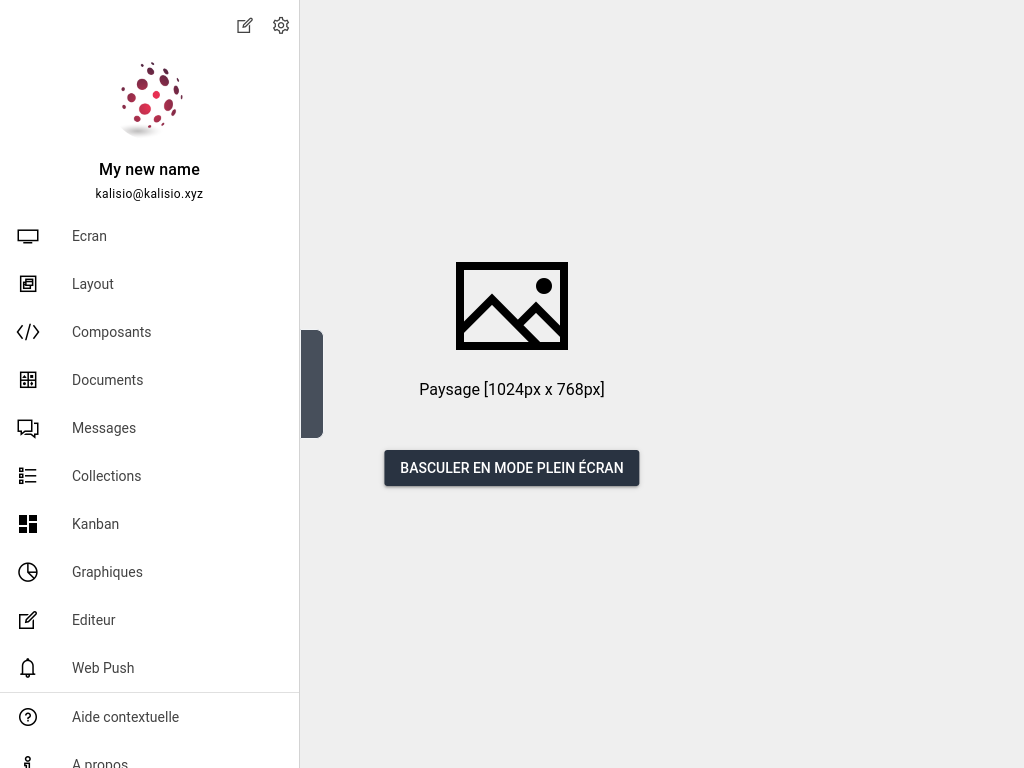 My new name
kalisio@kalisio.xyz
Ecran
Layout
Composants
Documents
Messages
Collections
Kanban
Graphiques
Editeur
Web Push
Aide contextuelle
A propos
Paysage [1024px x 768px]
BASCULER EN MODE PLEIN ÉCRAN